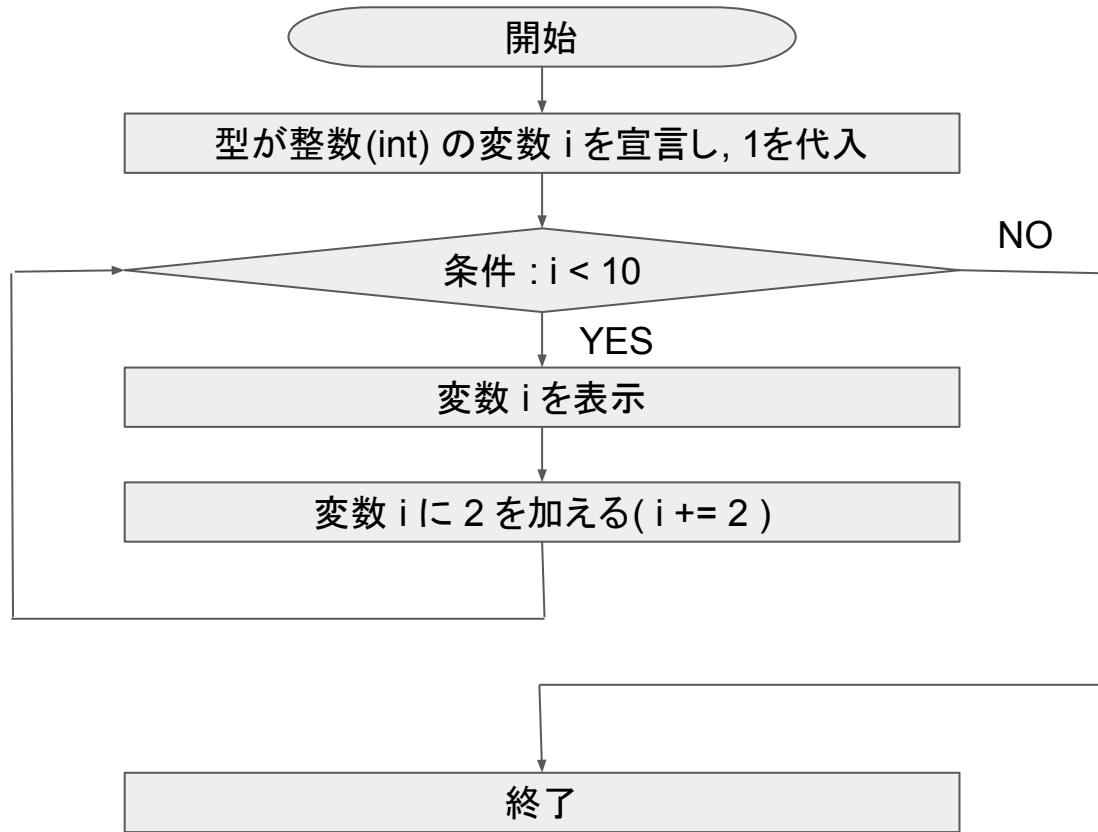 開始
型が整数(int) の変数 i を宣言し, 1を代入
NO
条件 : i < 10
YES
変数 i を表示
変数 i に 2 を加える( i += 2 )
終了